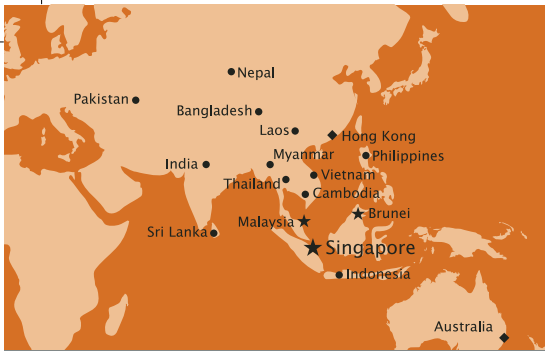 Nepal
Pakistan
Bangladesh
Laos
Hong Kong
Myanmar
Philippines
India
Vietnam
Thailand
Cambodia
Brunei
Malaysia
Sri Lanka
Singapore
Indonesia
Australia